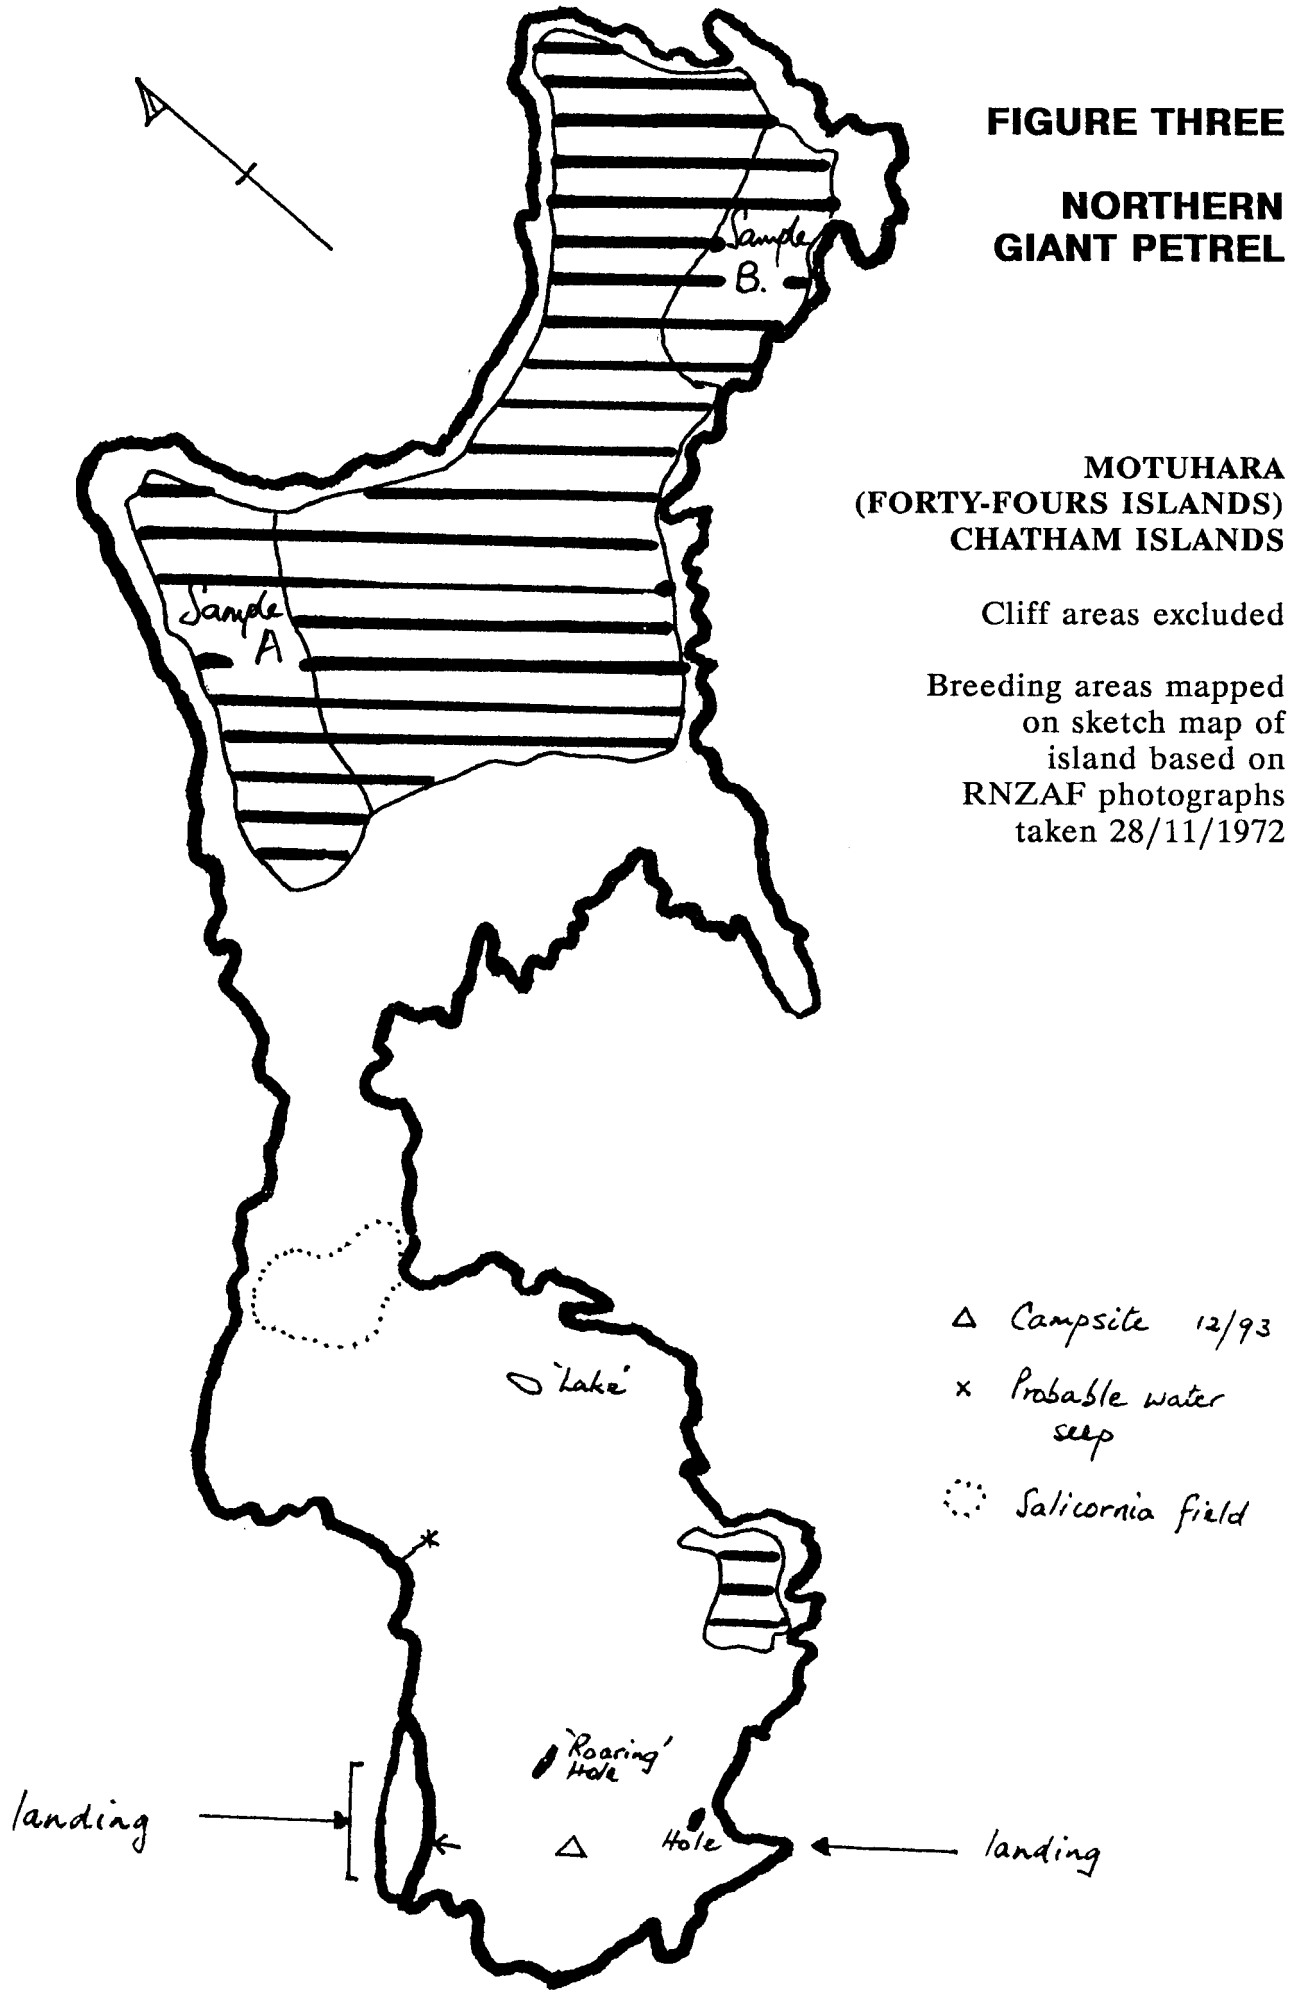 FIGURE THREE
NORTHERN
GIANT PETREL
Sample
B.
MOTUHARA
(FORTY-FOURS ISLANDS)
CHATHAM ISLANDS
Cliff areas excluded
Sample
A
Breeding areas mapped
on sketch map of
island based on
RNZAF photographs
taken 28/11/1972
△ Campsite 12/93
x Probable water
seep
Salicornia field
'Lake'
'Roaring'
Hole
landing
Hole
landing